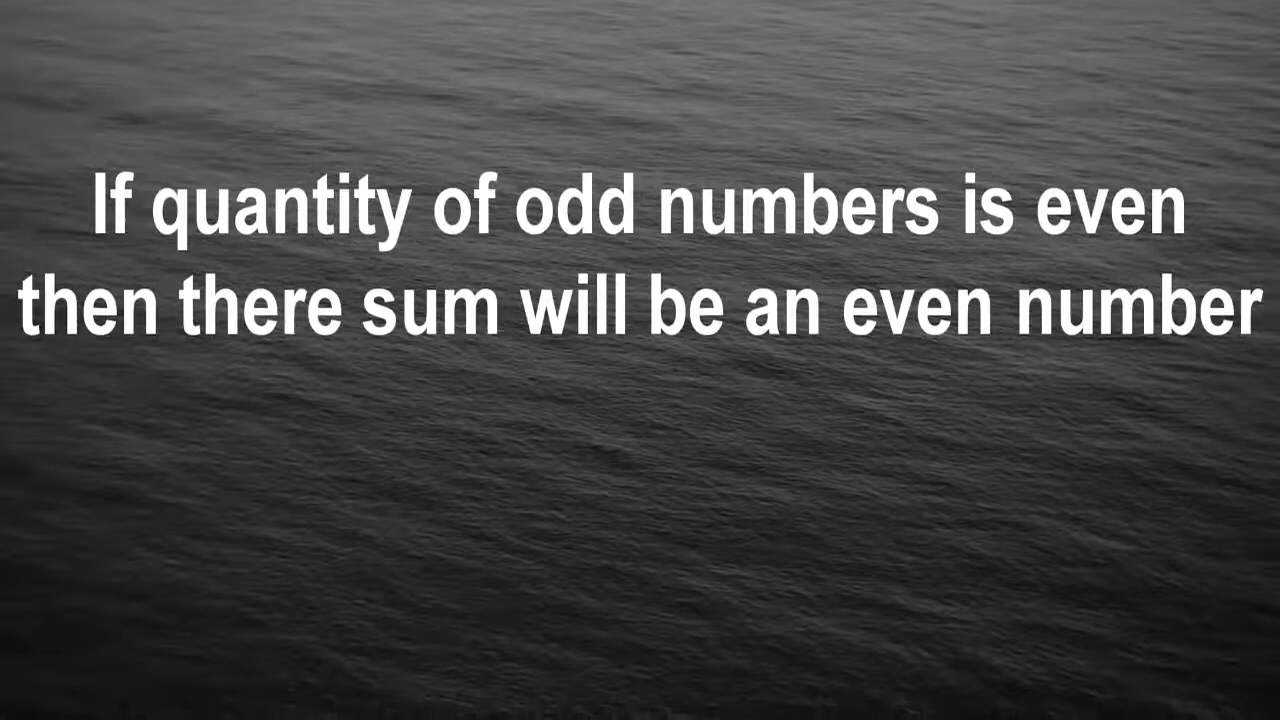 If quantity of odd numbers is even
then there sum will be an even number